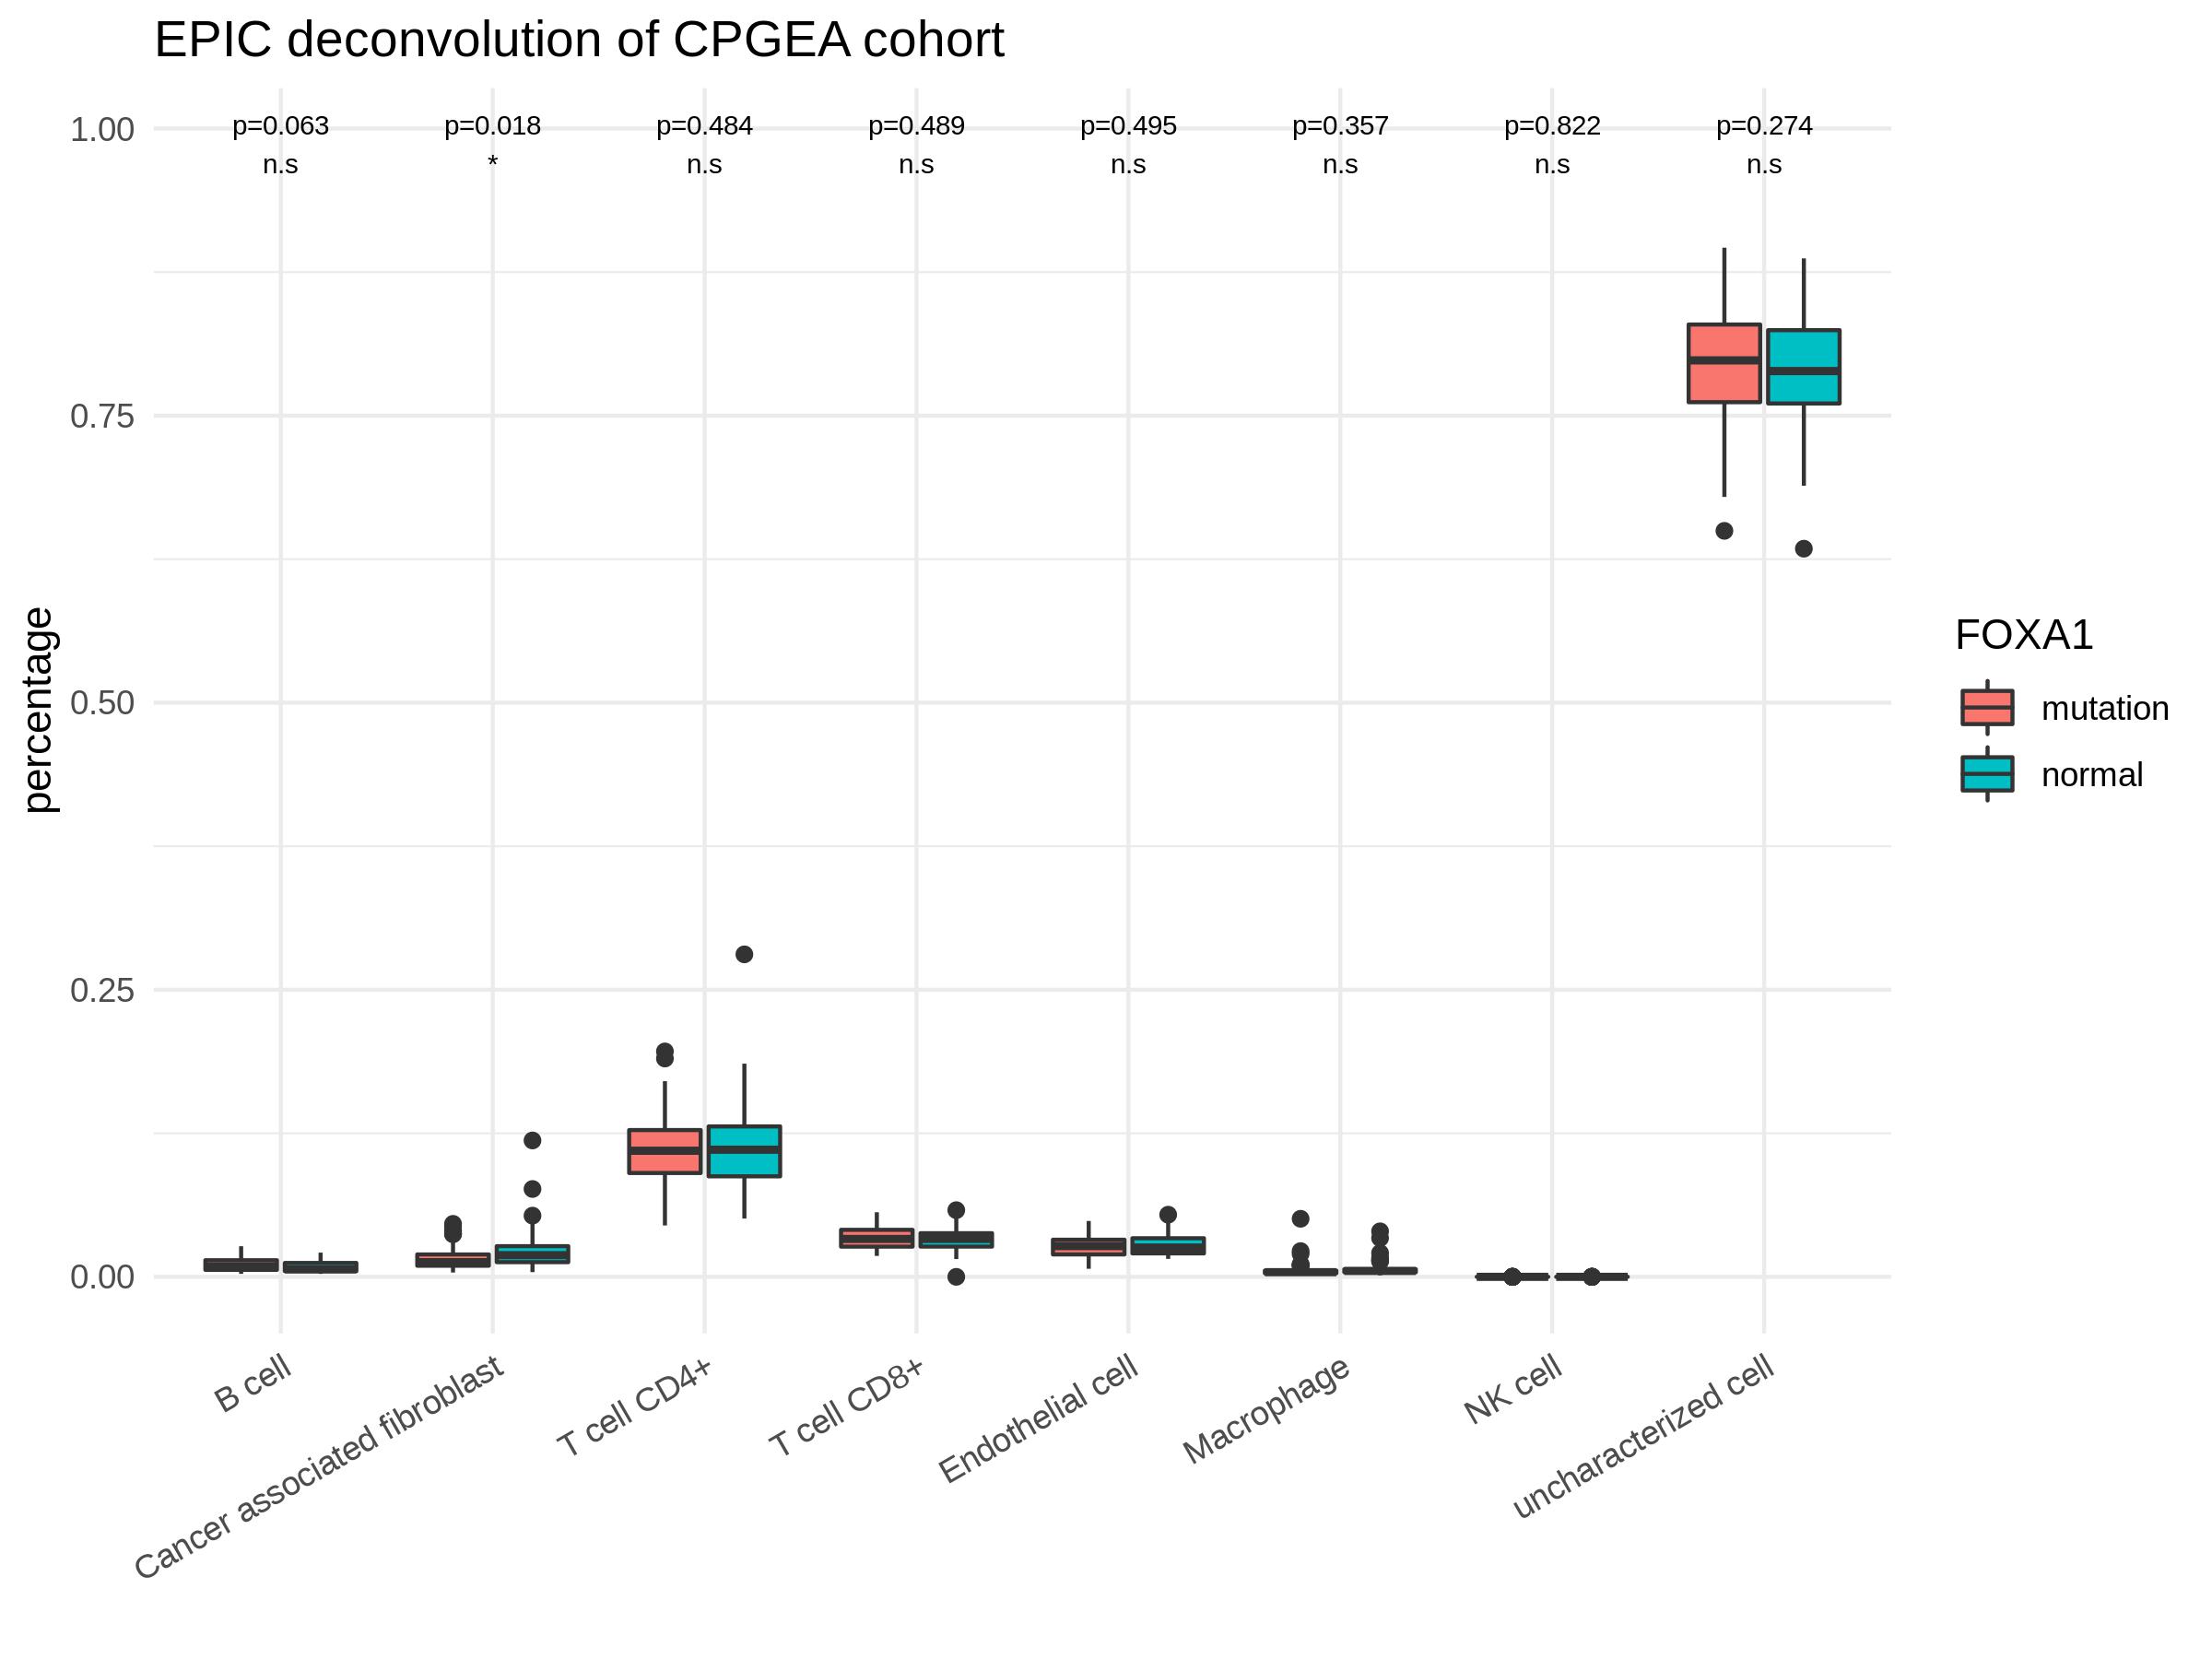 EPIC deconvolution of CPGEA cohort
p=0.063 p=0.018 p=0.484 p=0.489 p=0.495 p=0.357 p=0.822 p=0.274
n.s * n.s n.s n.s n.s n.s n.s
1.00
0.75
0.50
0.25
0.00
percentage
B cell
Cancer associated fibroblast
T cell CD4+
T cell CD8+
Endothelial cell
Macrophage
NK cell
uncharacterized cell
FOXA1
mutation
normal